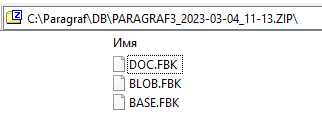 C:\Paragraf\DB\PARAGRAF3_2023-03-04_11-13.ZIP\
Имя
DOC.FBK
BLOB.FBK
BASE.FBK